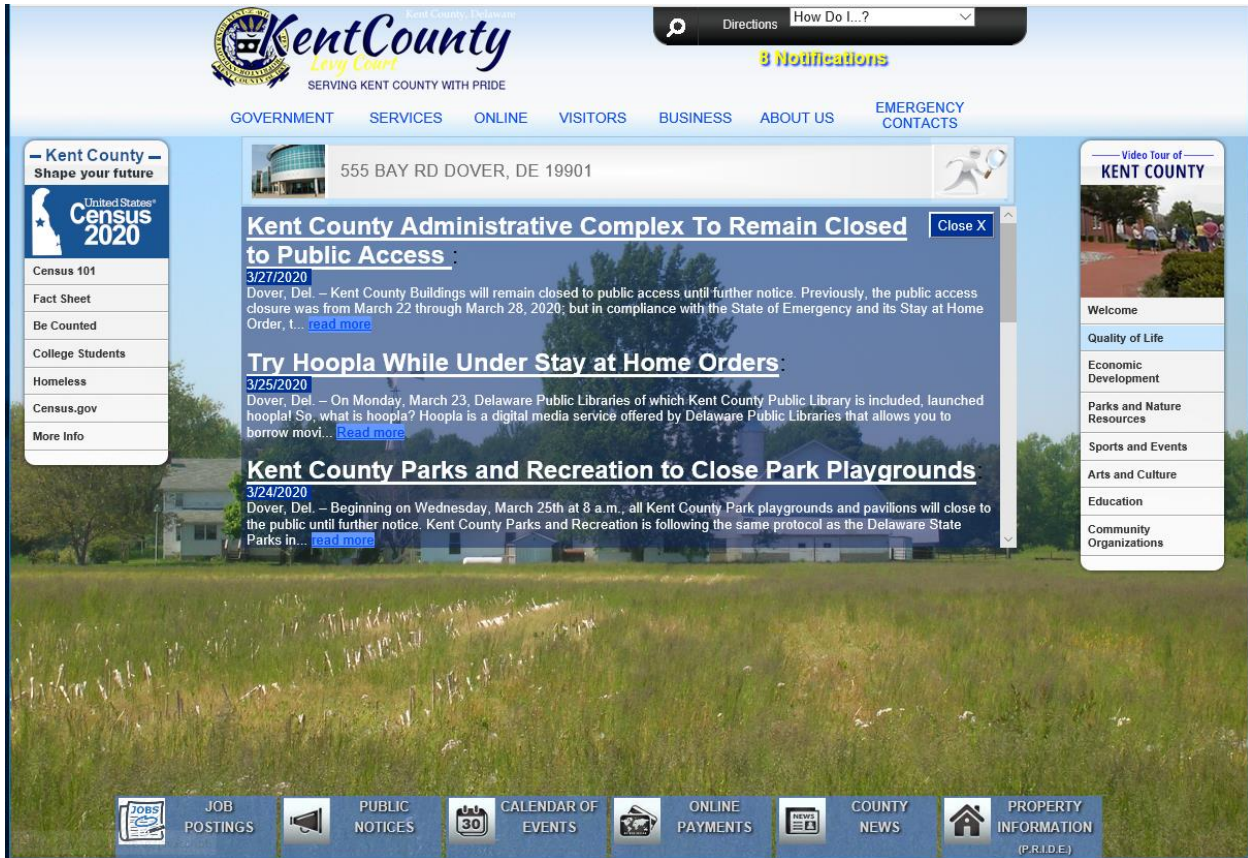 Kent County, Delaware
KentCounty
Levy Court
SERVING KENT COUNTY WITH PRIDE
Directions
How Do I...?
8 Notifications
GOVERNMENT
SERVICES
ONLINE
VISITORS
BUSINESS
ABOUT US
EMERGENCY
CONTACTS
Kent County
Shape your future
United States®
Census
2020
Census 101
Fact Sheet
Be Counted
College Students
Homeless
Census.gov
More Info
555 BAY RD DOVER, DE 19901
Close X
Kent County Administrative Complex To Remain Closed
to Public Access :
3/27/2020
Dover, Del. – Kent County Buildings will remain closed to public access until further notice. Previously, the public access
closure was from March 22 through March 28, 2020; but in compliance with the State of Emergency and its Stay at Home
Order, t... read more
Try Hoopla While Under Stay at Home Orders:
3/25/2020
Dover, Del. – On Monday, March 23, Delaware Public Libraries of which Kent County Public Library is included, launched
hoopla! So, what is hoopla? Hoopla is a digital media service offered by Delaware Public Libraries that allows you to
borrow movi... Read more
Kent County Parks and Recreation to Close Park Playgrounds:
3/24/2020
Dover, Del. – Beginning on Wednesday, March 25th at 8 a.m., all Kent County Park playgrounds and pavilions will close to
the public until further notice. Kent County Parks and Recreation is following the same protocol as the Delaware State
Parks in... read more
Video Tour of
KENT COUNTY
Welcome
Quality of Life
Economic
Development
Parks and Nature
Resources
Sports and Events
Arts and Culture
Education
Community
Organizations
JOBS
JOB
POSTINGS
PUBLIC
NOTICES
30
CALENDAR OF
EVENTS
ONLINE
PAYMENTS
NEWS
COUNTY
NEWS
PROPERTY
INFORMATION
(P.R.I.D.E.)